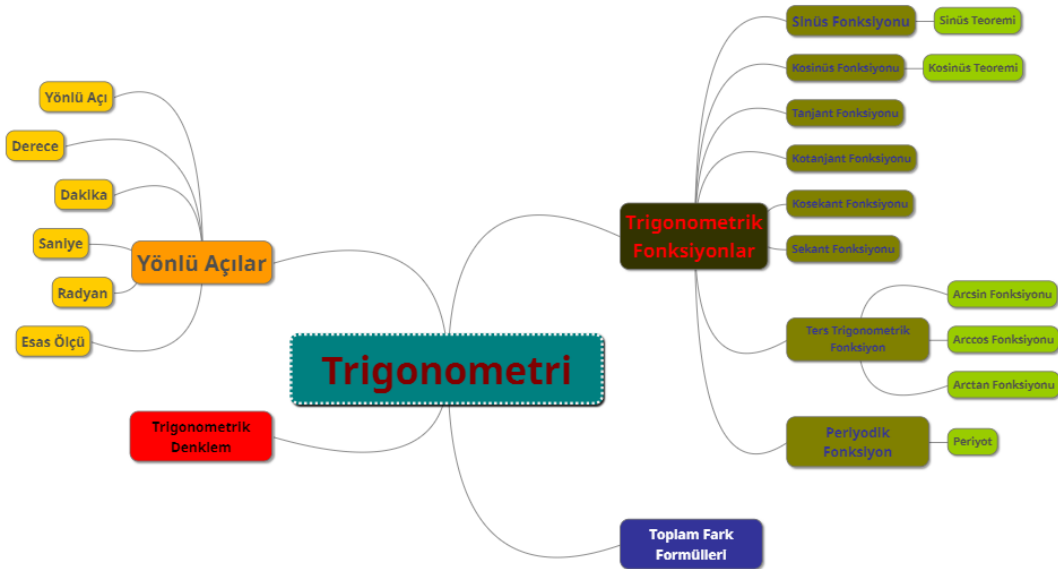 Trigonometri
Yönlü Açılar
Yönlü Açı
Derece
Dakika
Saniye
Radyan
Esas Ölçü
Trigonometrik
Denklem
Trigonometrik
Fonksiyonlar
Sinüs Fonksiyonu
Sinüs Teoremi
Kosinüs Fonksiyonu
Kosinüs Teoremi
Tanjant Fonksiyonu
Kotanjant Fonksiyonu
Kosekant Fonksiyonu
Sekant Fonksiyonu
Ters Trigonometrik
Fonksiyon
Arcsin Fonksiyonu
Arccos Fonksiyonu
Arctan Fonksiyonu
Periyodik
Fonksiyon
Periyot
Toplam Fark
Formülleri